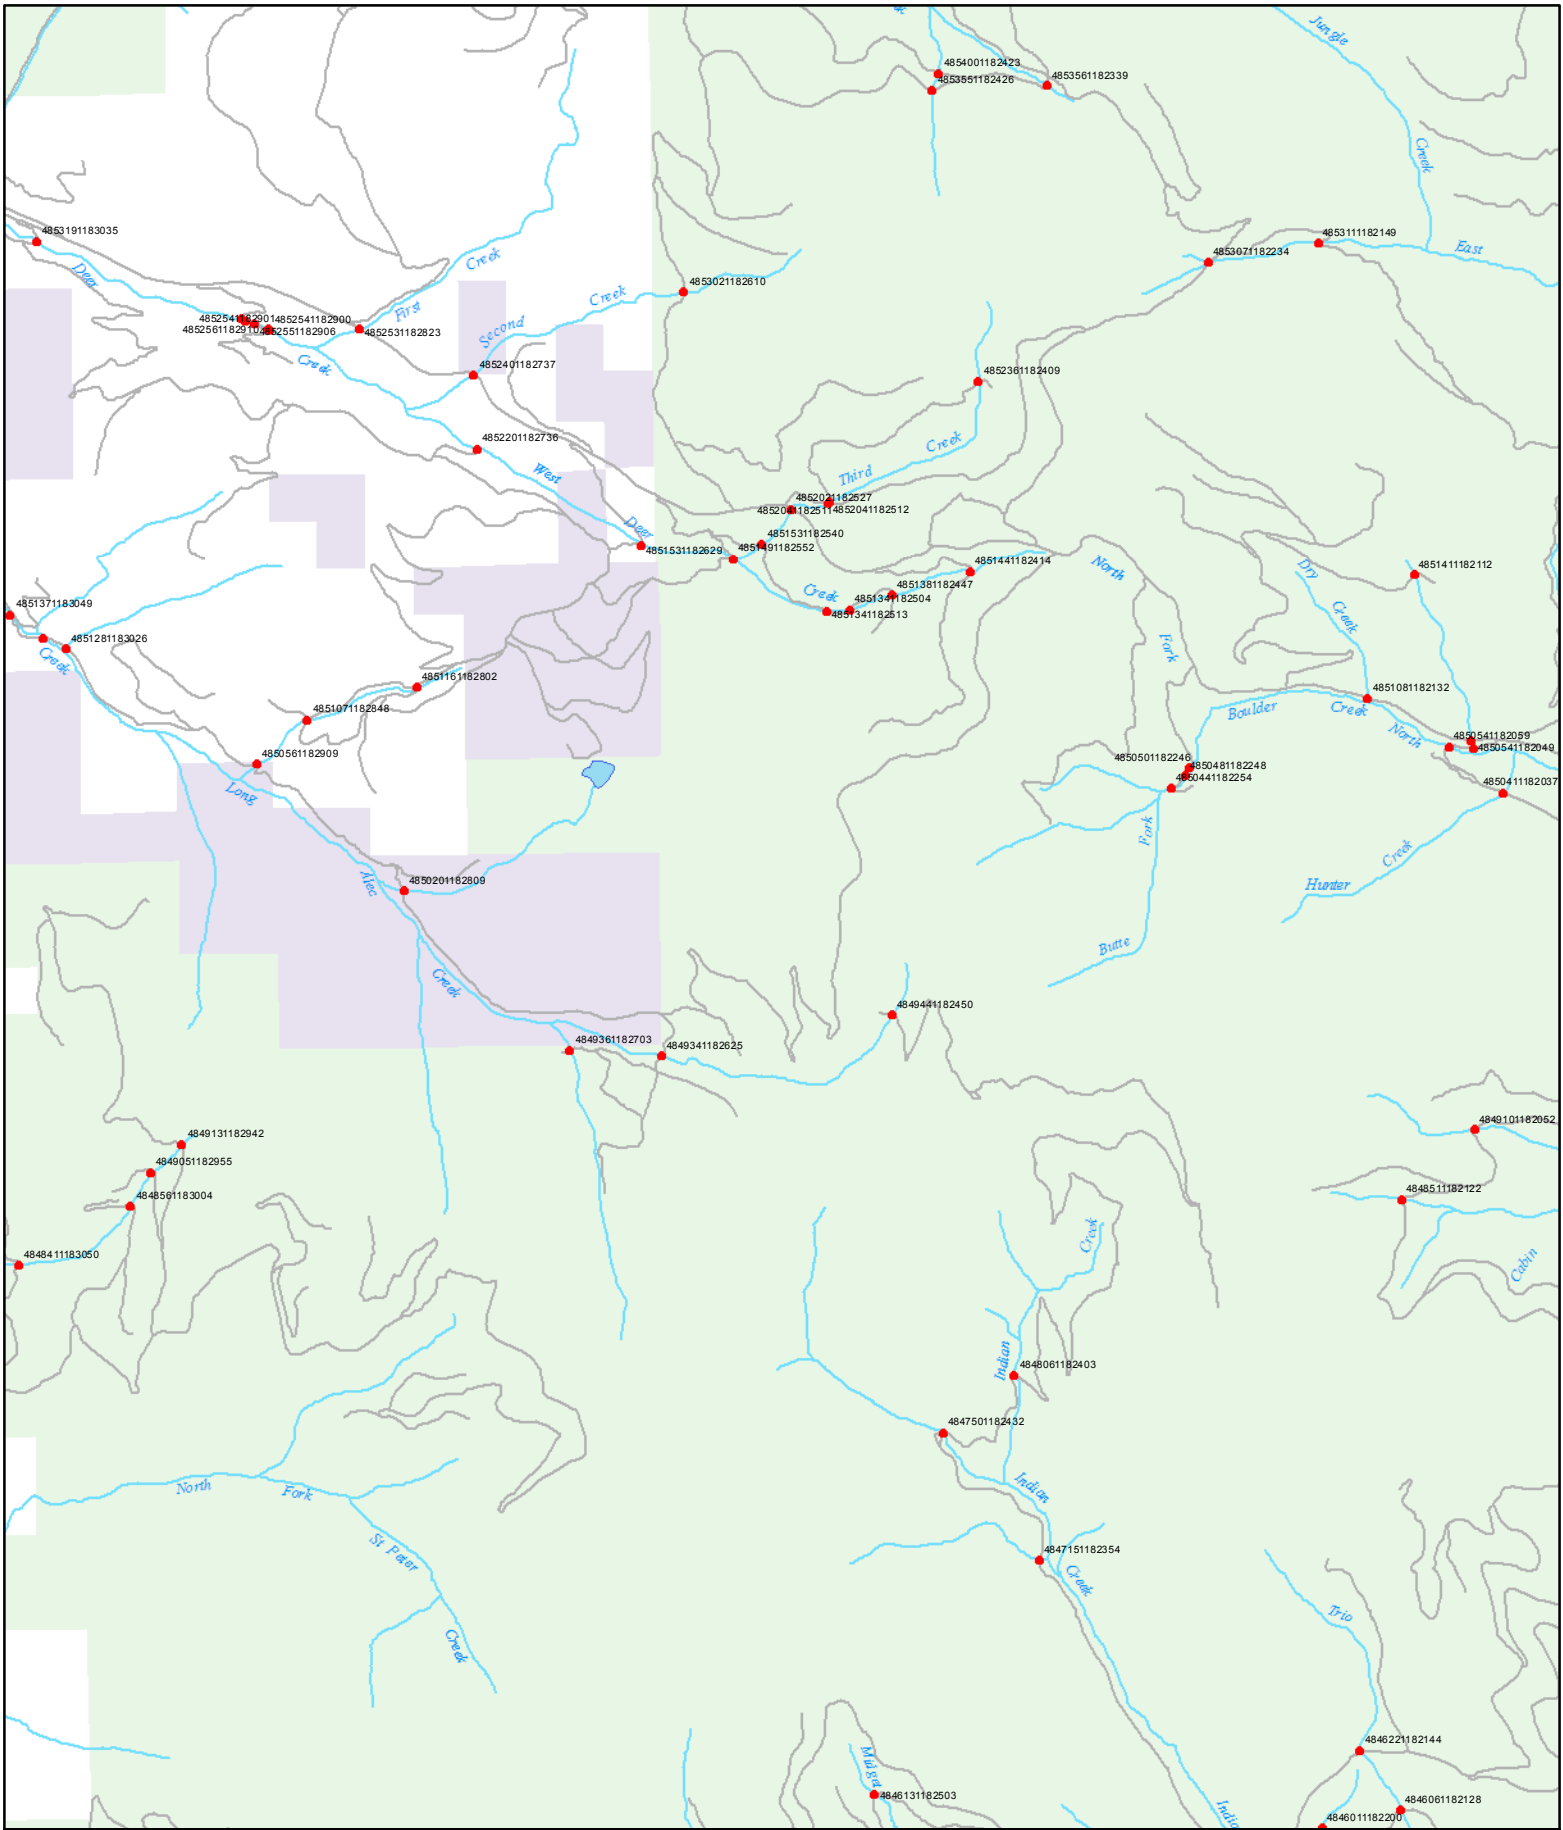 Jungle
4854001182423
4853551182426
4853561182339
Creek
4853191183035
4853111182149
East
4853071182234
Creek
Deer
4853021182610
Creek
First
4852541182901
4852541182900
4852561182910
4852551182906
4852531182823
Second
Creek
4852401182737
4852361182409
4852201182736
Creek
West
Third
4852021182527
4852041182511
4852041182512
Deer
4851531182540
4851531182629
4851491182552
4851441182414
North
Dry
4851411182112
4851381182447
Creek
4851341182504
4851341182513
4851371183049
Creek
4851281183026
Creek
Fork
4851161182802
4851081182132
4851071182848
Boulder
Creek
North
4850541182059
4850541182049
4850561182909
4850501182246
4850481182248
4850441182254
4850411182037
Long
Fork
Creek
Alec
4850201182809
Hunter
Butte
Creek
4849441182450
4849361182703
4849341182625
4849101182052
4849131182942
4849051182955
4848561183004
4848511182122
Creek
4848411183050
Cabin
Indian
4848061182403
4847501182432
North
Fork
Indian
St Peter
4847151182354
Creek
Trio
Creek
4846221182144
Midget
4846131182503
4846061182128
4846011182200